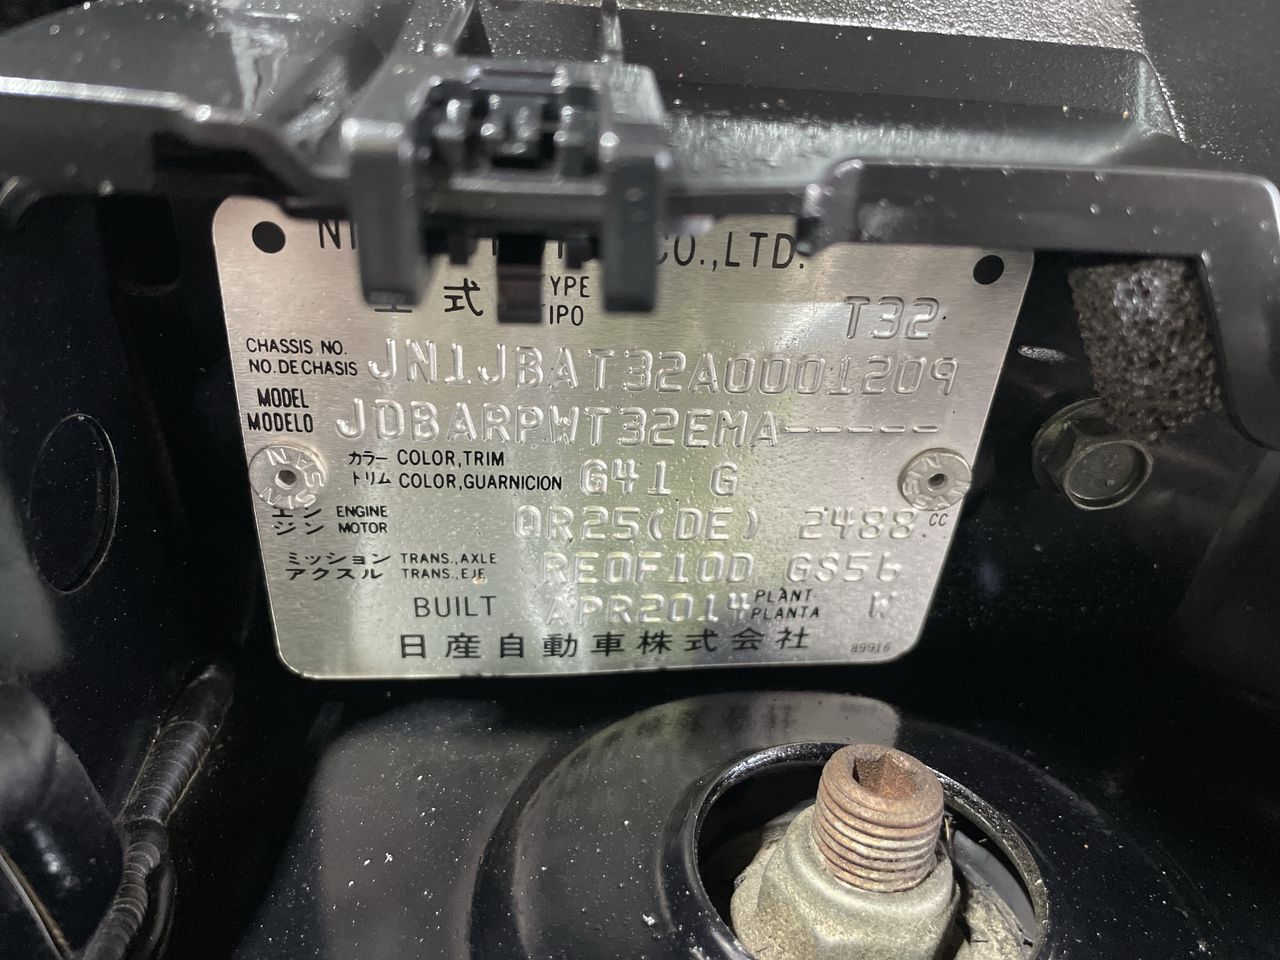 CO.,LTD.
型 式 TYPE TIPO T32
CHASSIS NO.
NO. DE CHASIS JN1JBAT32A0001209
MODEL
MODELO JDBARPWT32EMA-----
カラー COLOR,TRIM
トリム COLOR,GUARNICION G41 G
エン ENGINE
ジン MOTOR QR25(DE) 2488 CC
ミッション TRANS.,AXLE
アクスル TRANS.,EJE RE0F10D GS56
BUILT APR2014 PLANT PLANTA W
日産自動車株式会社 89916
NISSAN